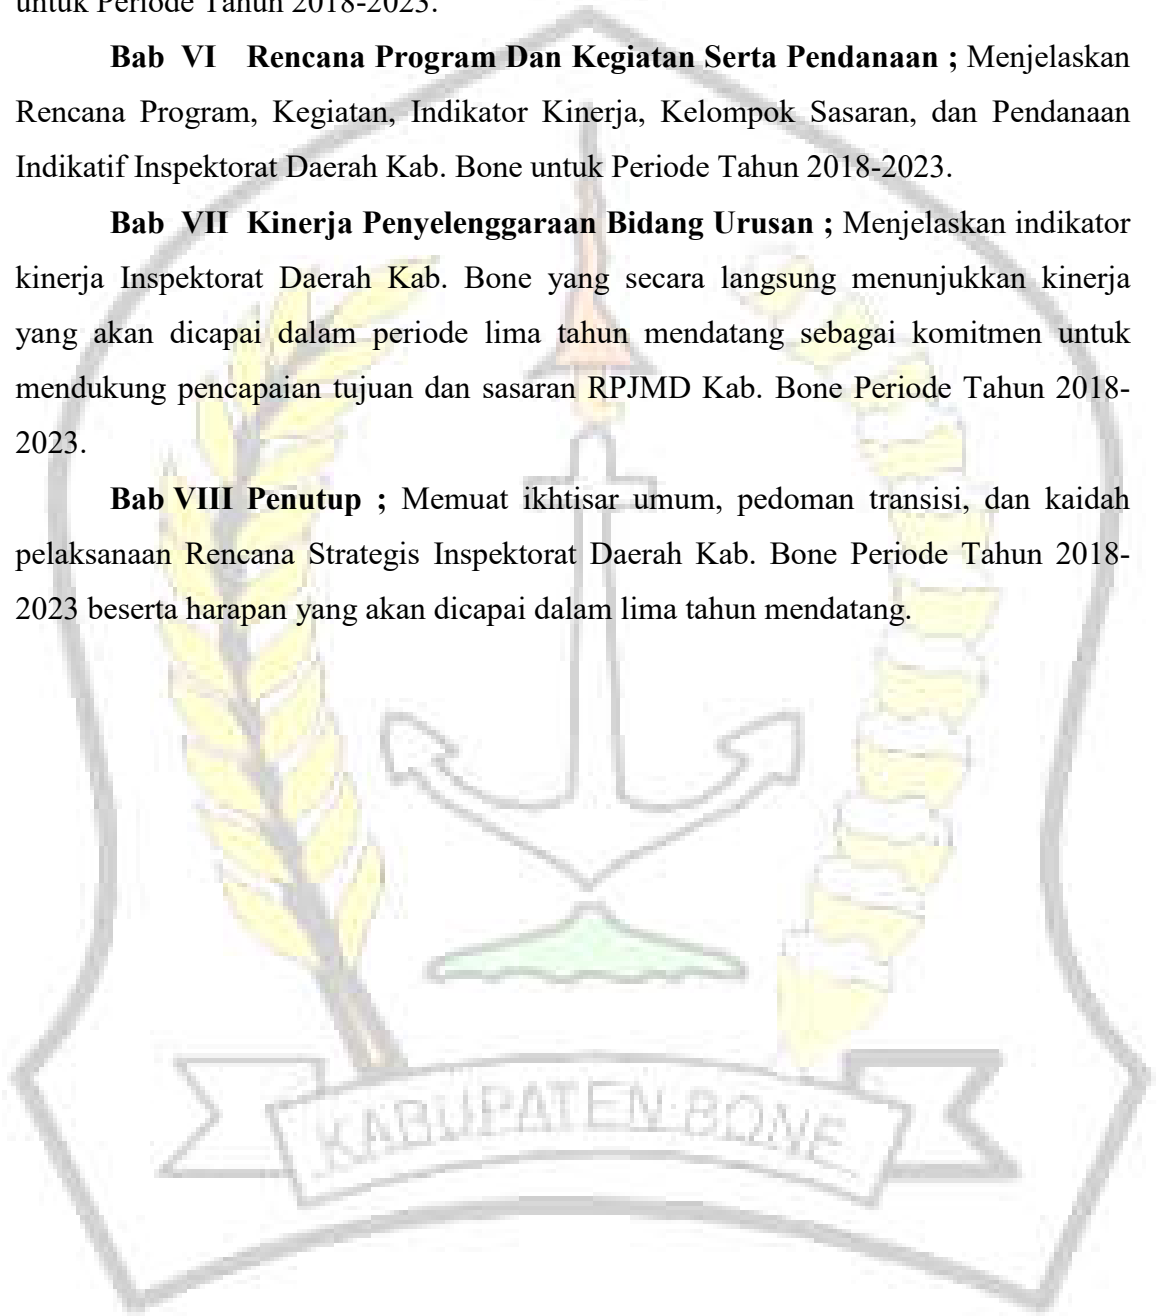 untuk Periode Tahun 2018-2023.
Bab VI Rencana Program Dan Kegiatan Serta Pendanaan ; Menjelaskan
Rencana Program, Kegiatan, Indikator Kinerja, Kelompok Sasaran, dan Pendanaan
Indikatif Inspektorat Daerah Kab. Bone untuk Periode Tahun 2018-2023.
Bab VII Kinerja Penyelenggaraan Bidang Urusan ; Menjelaskan indikator
kinerja Inspektorat Daerah Kab. Bone yang secara langsung menunjukkan kinerja
yang akan dicapai dalam periode lima tahun mendatang sebagai komitmen untuk
mendukung pencapaian tujuan dan sasaran RPJMD Kab. Bone Periode Tahun 2018-
2023.
Bab VIII Penutup ; Memuat ikhtisar umum, pedoman transisi, dan kaidah
pelaksanaan Rencana Strategis Inspektorat Daerah Kab. Bone Periode Tahun 2018-
2023 beserta harapan yang akan dicapai dalam lima tahun mendatang.
KABUPATEN BONE